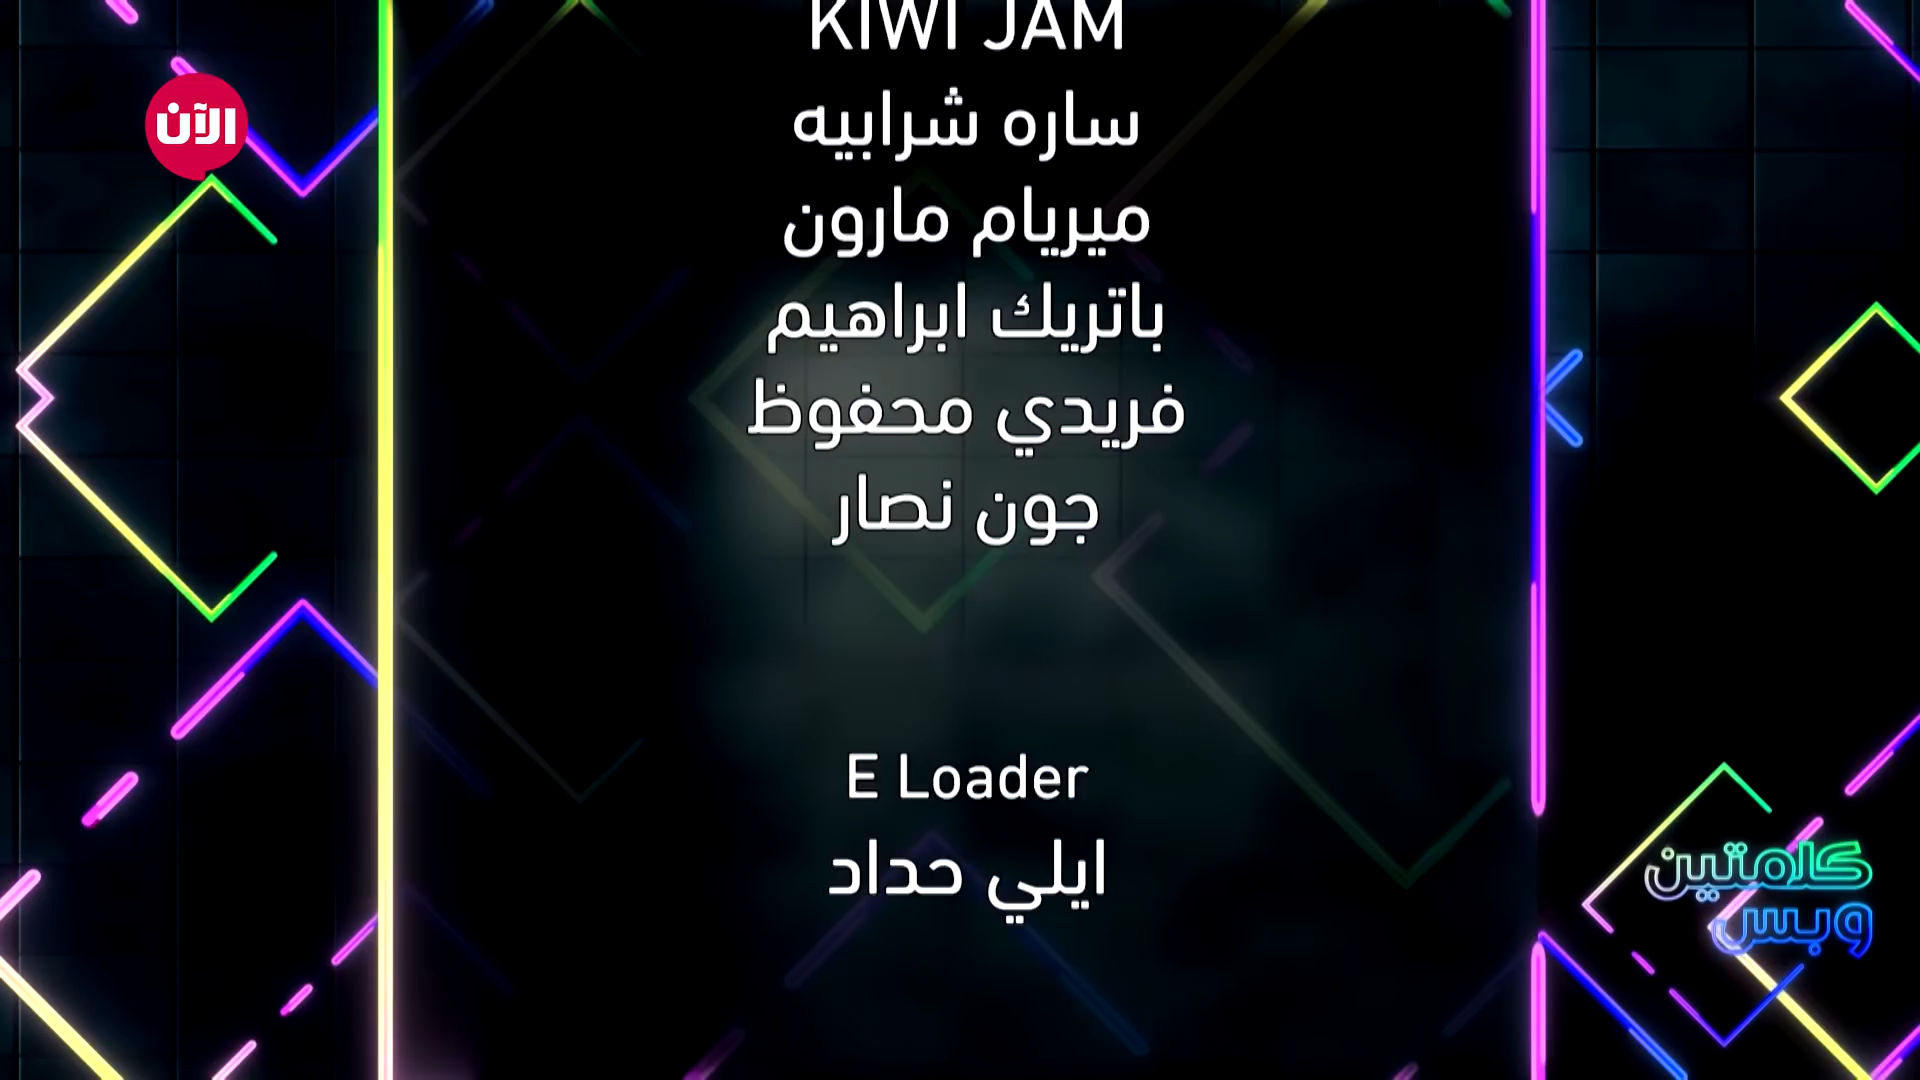 KIWI JAM
الآن
ساره شرابيه
ميريام مارون
باتريك ابراهيم
فريدي محفوظ
جون نصار
E Loader
ايلي حداد
كلمتين
وبس